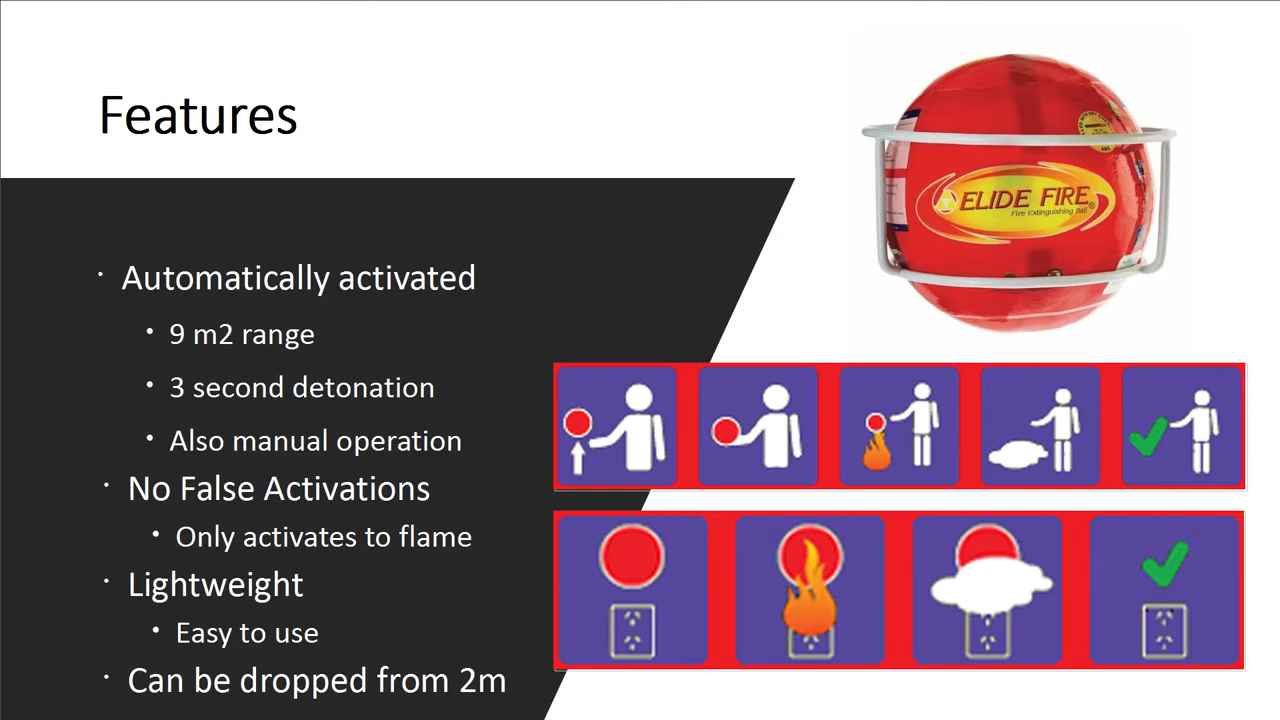 Features
ELIDE FIRE®
Fire Extinguishing Ball
· Automatically activated
• 9 m2 range
• 3 second detonation
• Also manual operation
· No False Activations
• Only activates to flame
· Lightweight
• Easy to use
· Can be dropped from 2m